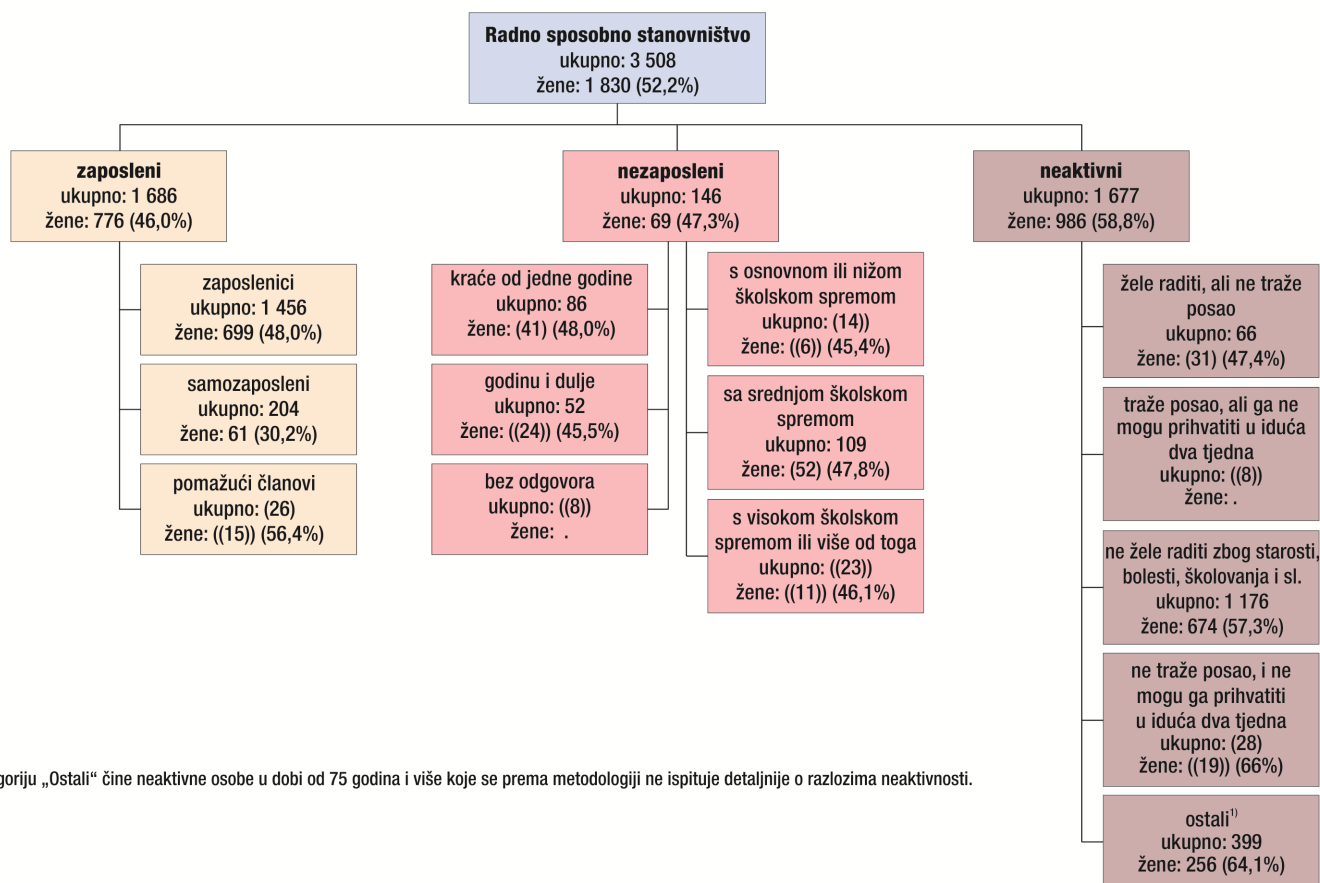 Radno sposobno stanovništvo
ukupno: 3 508
žene: 1 830 (52,2%)
zaposleni
ukupno: 1 686
žene: 776 (46,0%)
zaposlenici
ukupno: 1 456
žene: 699 (48,0%)
samozaposleni
ukupno: 204
žene: 61 (30,2%)
pomažući članovi
ukupno: (26)
žene: ((15)) (56,4%)
nezaposleni
ukupno: 146
žene: 69 (47,3%)
kraće od jedne godine
ukupno: 86
žene: (41) (48,0%)
godinu i dulje
ukupno: 52
žene: ((24)) (45,5%)
bez odgovora
ukupno: ((8))
žene: .
s osnovnom ili nižom
školskom spremom
ukupno: (14))
žene: ((6)) (45,4%)
sa srednjom školskom
spremom
ukupno: 109
žene: (52) (47,8%)
s visokom školskom
spremom ili više od toga
ukupno: ((23))
žene: ((11)) (46,1%)
neaktivni
ukupno: 1 677
žene: 986 (58,8%)
žele raditi, ali ne traže
posao
ukupno: 66
žene: (31) (47,4%)
traže posao, ali ga ne
mogu prihvatiti u iduća
dva tjedna
ukupno: ((8))
žene: .
ne žele raditi zbog starosti,
bolesti, školovanja i sl.
ukupno: 1 176
žene: 674 (57,3%)
ne traže posao, i ne
mogu ga prihvatiti
u iduća dva tjedna
ukupno: (28)
žene: ((19)) (66%)
ostali1)
ukupno: 399
žene: 256 (64,1%)
goriju „Ostali“ čine neaktivne osobe u dobi od 75 godina i više koje se prema metodologiji ne ispituje detaljnije o razlozima neaktivnosti.